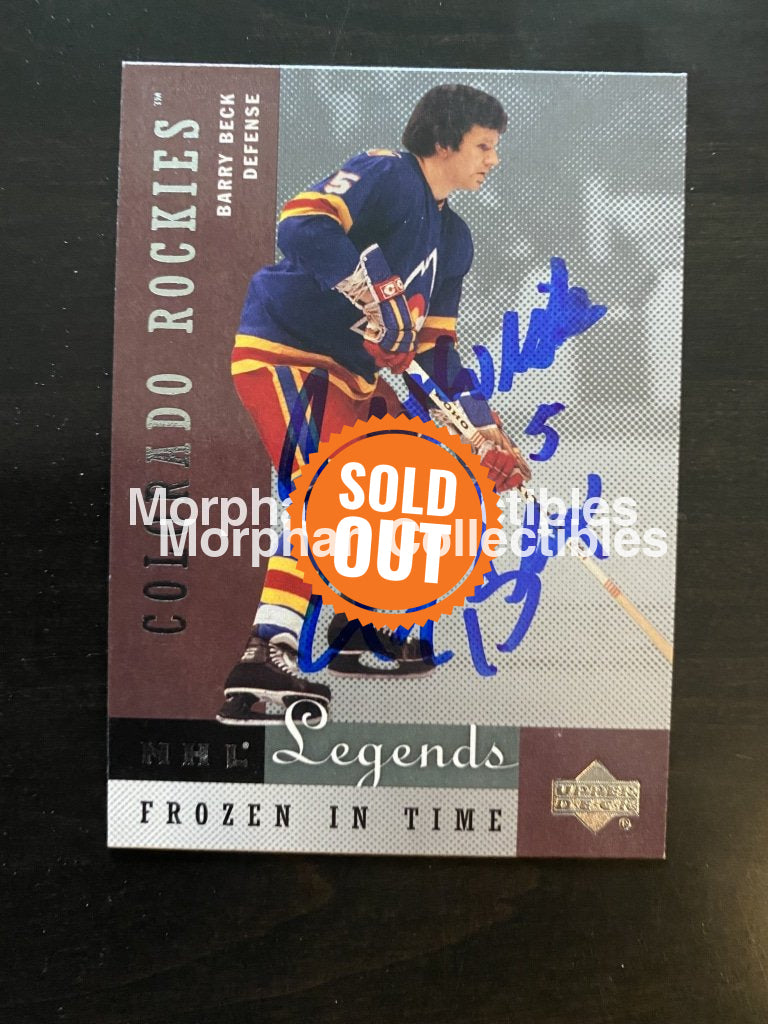 COLORADO ROCKIES™
BARRY BECK
DEFENSE
5
5
SOLD
OUT
Morphan Collectibles
Morphan Collectibles
NHL®
Legends
FROZEN IN TIME
UPPER
DECK
®